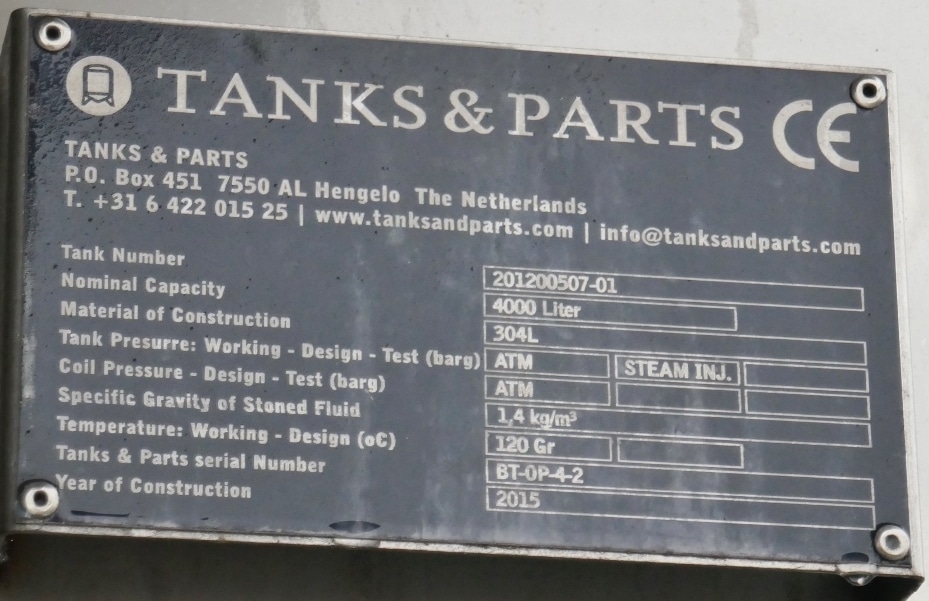 TANKS & PARTS CE
TANKS & PARTS
P.O. Box 451 7550 AL Hengelo The Netherlands
T. +31 6 422 015 25 | www.tanksandparts.com | info@tanksandparts.com
Tank Number 201200507-01
Nominal Capacity 4000 Liter
Material of Construction 304L
Tank Presurre: Working - Design - Test (barg) ATM STEAM INJ.
Coil Pressure - Design - Test (barg) ATM
Specific Gravity of Stoned Fluid 1,4 kg/m³
Temperature: Working - Design (oC) 120 Gr
Tanks & Parts serial Number BT-OP-4-2
Year of Construction 2015